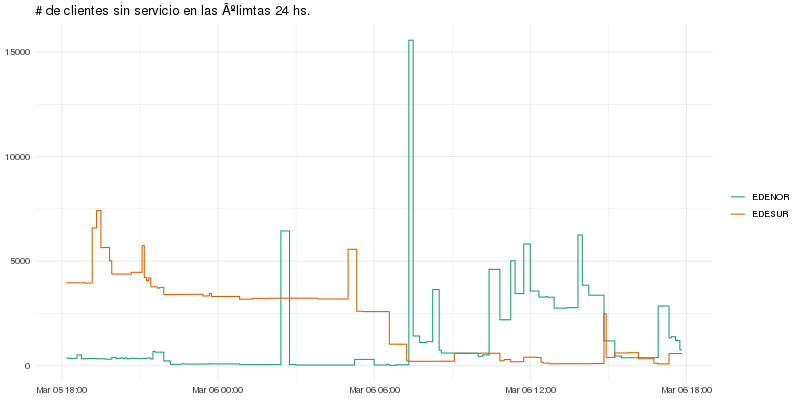 # de clientes sin servicio en las Ãºlimtas 24 hs.
15000
10000
5000
0
Mar 05 18:00
Mar 06 00:00
Mar 06 06:00
Mar 06 12:00
Mar 06 18:00
EDENOR
EDESUR